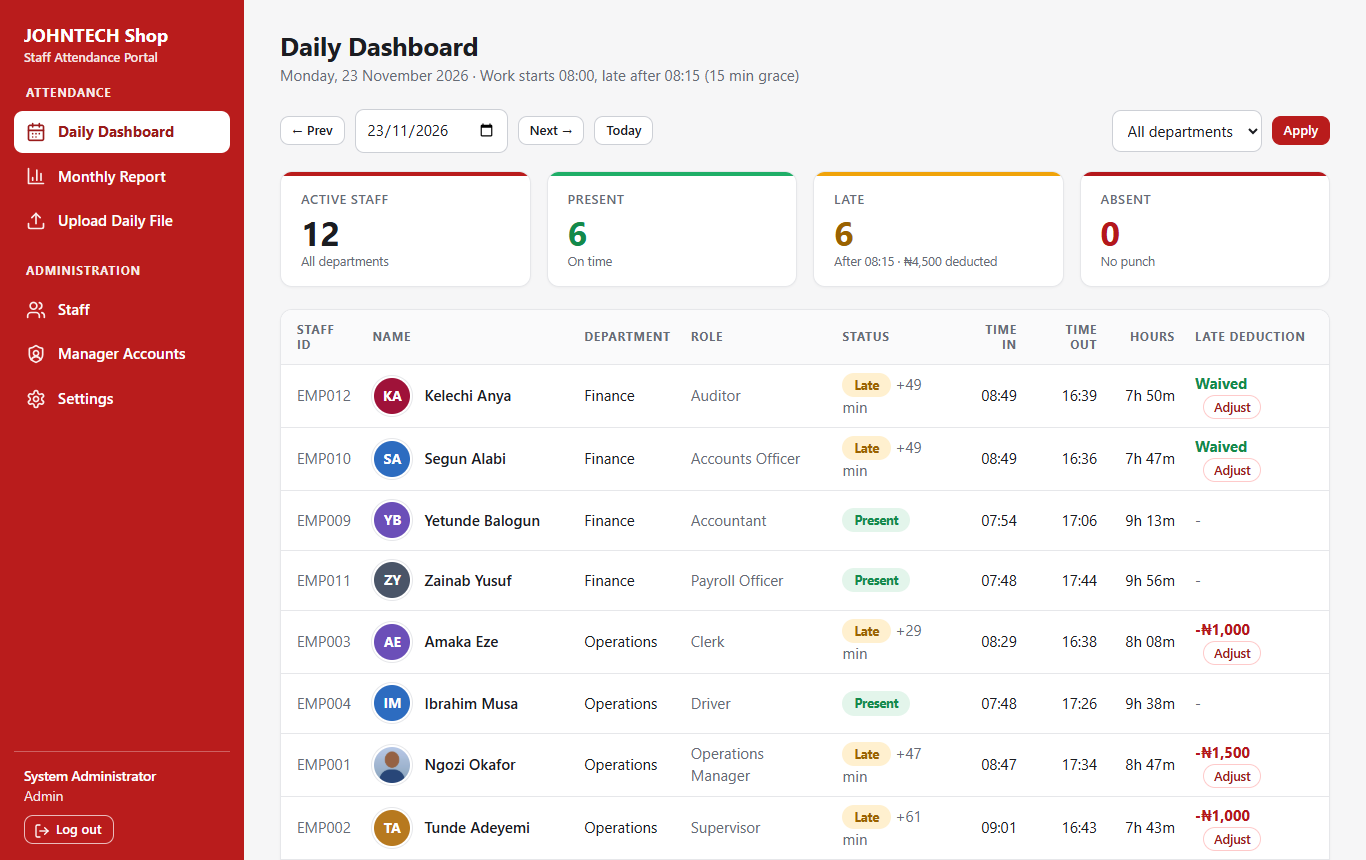 JOHNTECH Shop
Staff Attendance Portal
ATTENDANCE
Daily Dashboard
Monthly Report
Upload Daily File
ADMINISTRATION
Staff
Manager Accounts
Settings
System Administrator
Admin
Log out
Daily Dashboard
Monday, 23 November 2026 · Work starts 08:00, late after 08:15 (15 min grace)
← Prev 23/11/2026 Next → Today All departments Apply
ACTIVE STAFF
12
All departments
PRESENT
6
On time
LATE
6
After 08:15 · ₦4,500 deducted
ABSENT
0
No punch
STAFF ID NAME DEPARTMENT ROLE STATUS TIME IN TIME OUT HOURS LATE DEDUCTION
EMP012 KA Kelechi Anya Finance Auditor Late +49 min 08:49 16:39 7h 50m Waived Adjust
EMP010 SA Segun Alabi Finance Accounts Officer Late +49 min 08:49 16:36 7h 47m Waived Adjust
EMP009 YB Yetunde Balogun Finance Accountant Present 07:54 17:06 9h 13m -
EMP011 ZY Zainab Yusuf Finance Payroll Officer Present 07:48 17:44 9h 56m -
EMP003 AE Amaka Eze Operations Clerk Late +29 min 08:29 16:38 8h 08m -₦1,000 Adjust
EMP004 IM Ibrahim Musa Operations Driver Present 07:48 17:26 9h 38m -
EMP001 Ngozi Okafor Operations Operations Manager Late +47 min 08:47 17:34 8h 47m -₦1,500 Adjust
EMP002 TA Tunde Adeyemi Operations Supervisor Late +61 min 09:01 16:43 7h 43m -₦1,000 Adjust